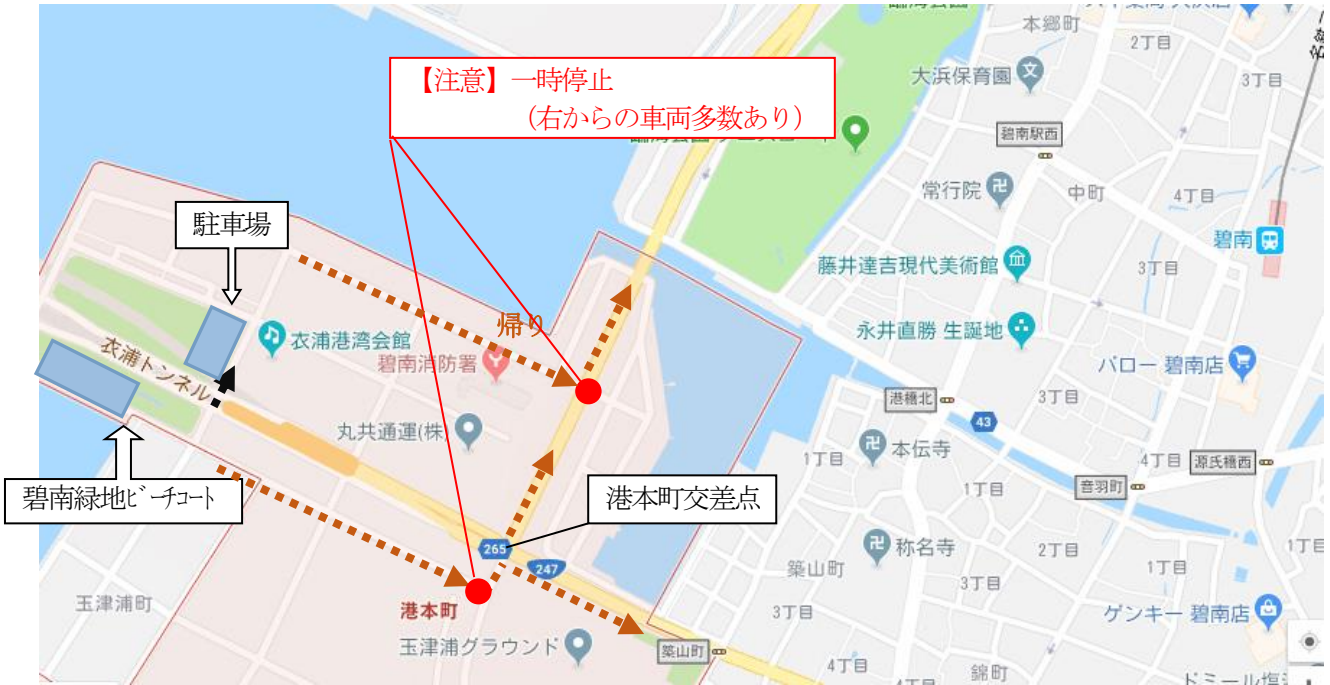 本郷町
2丁目
大浜保育園
3丁目
【注意】一時停止
(右からの車両多数あり)
碧南駅西
常行院
中町
4丁目
駐車場
碧南
藤井達吉現代美術館
3丁目
帰り
衣浦港湾会館
永井直勝 生誕地
碧南消防署
衣浦トンネル
バロー 碧南店
港橋北
3丁目
43
丸共通運(株
本伝寺
1丁目
4丁目
源氏橋西
碧南緑地ビーチコート
港本町交差点
1丁目
音羽町
265
称名寺
2丁目
1丁目
247
築山町
1丁目
3丁目
玉津浦町
港本町
3丁目
ゲンキー 碧南店
玉津浦グラウンド
築山町
4丁目
錦町